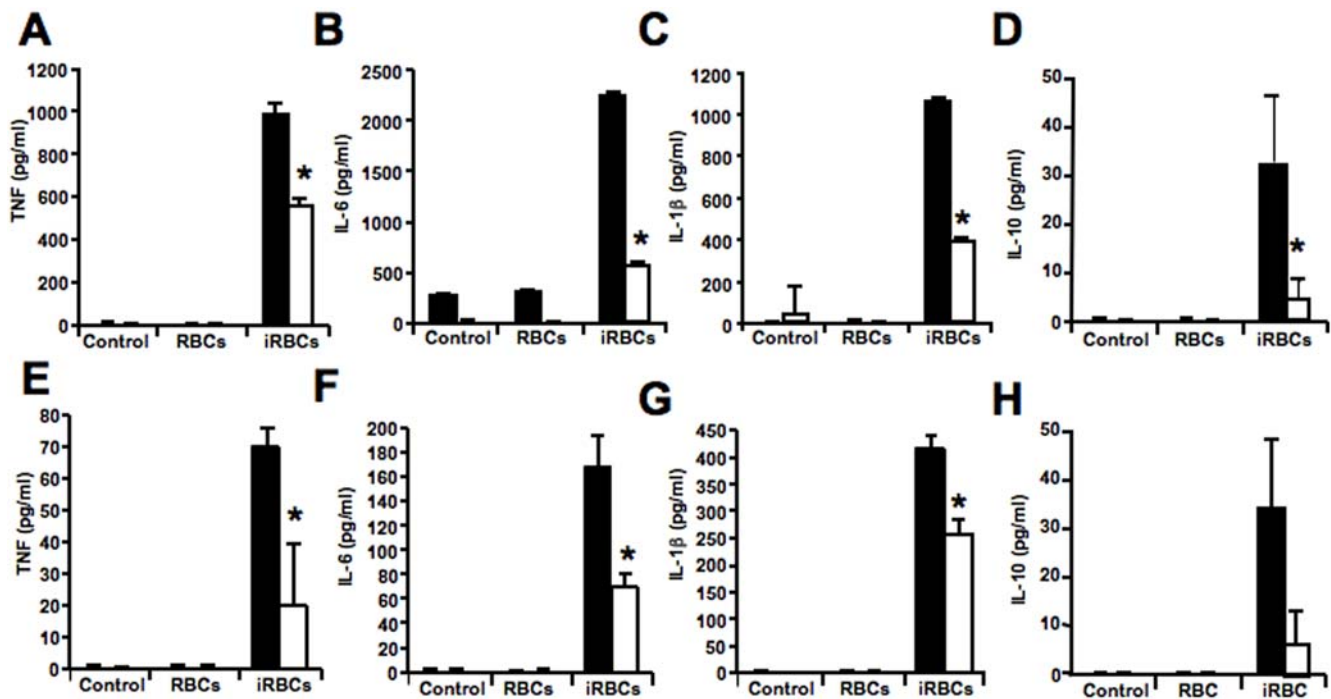 A
TNF (pg/ml)
1200
1000
800
600
400
200
0
*
Control RBCs iRBCs
B
IL-6 (pg/ml)
2500
2200
1300
1000
500
0
*
Control RBCs iRBCs
C
IL-1β (pg/ml)
1200
1000
1000
600
400
200
0
*
Control RBCs iRBCs
D
IL-10 (pg/ml)
50
40
30
20
10
0
*
Control RBCs iRBCs
E
TNF (pg/ml)
80
70
60
50
40
30
20
10
0
*
Control RBCs iRBCs
F
IL-6 (pg/ml)
200
180
160
140
120
100
80
60
40
20
0
*
Control RBCs iRBCs
G
IL-1β (pg/ml)
450
400
350
300
250
200
150
100
50
0
*
Control RBCs iRBCs
H
IL-10 (pg/ml)
50
40
30
20
10
0
Control RBC iRBC